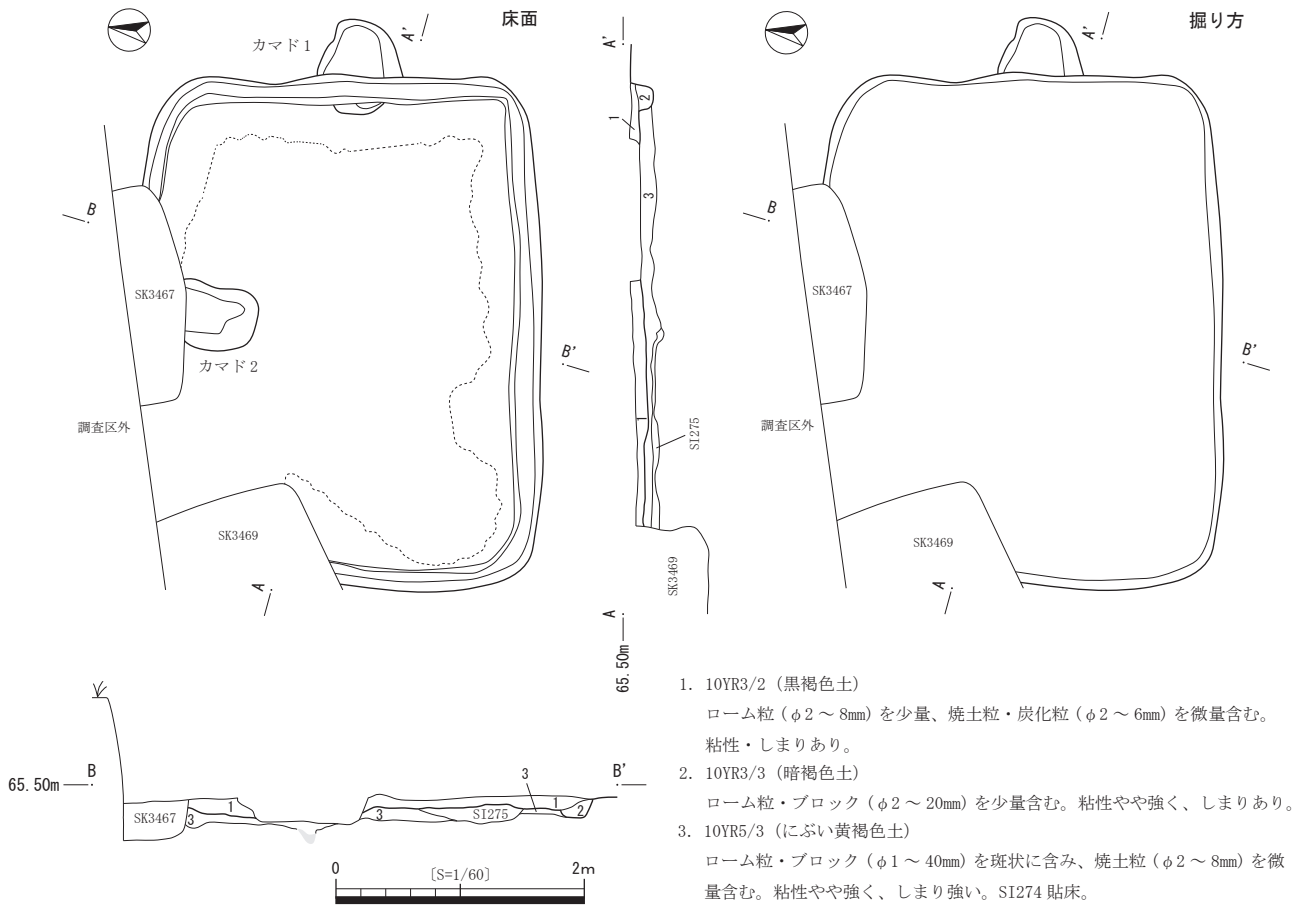 床面
カマド1
A'
B
SK3467
カマド2
B'
調査区外
SK3469
A
A'
2
1
3
1
SI275
SK3469
A
65.50m
掘り方
A'
B
SK3467
B'
調査区外
SK3469
A
65.50m
B
B'
SK3467
3
1
3
SI275
3
1
2
0
〔S=1/60〕
2m
1. 10YR3/2(黒褐色土)
ローム粒(φ2～8mm)を少量、焼土粒・炭化粒(φ2～6mm)を微量含む。
粘性・しまりあり。
2. 10YR3/3(暗褐色土)
ローム粒・ブロック(φ2～20mm)を少量含む。粘性やや強く、しまりあり。
3. 10YR5/3(にぶい黄褐色土)
ローム粒・ブロック(φ1～40mm)を斑状に含み、焼土粒(φ2～8mm)を微
量含む。粘性やや強く、しまり強い。SI274 貼床。